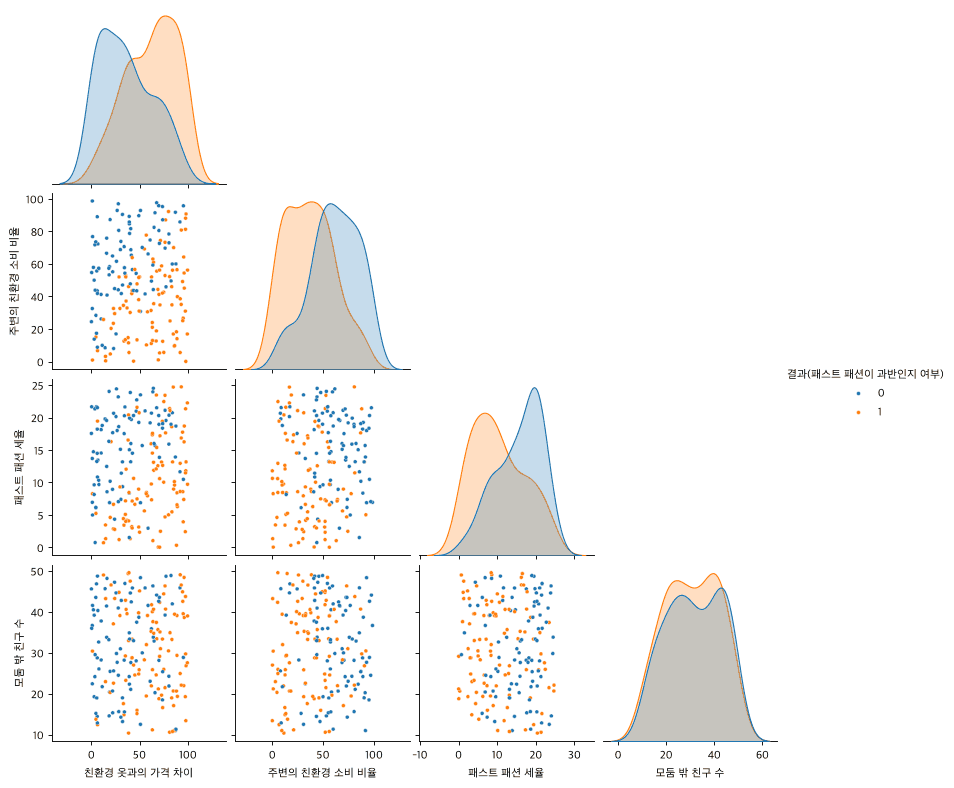 주변의 친환경 소비 비율
100
80
60
40
20
0
패스트 패션 세율
25
20
15
10
5
0
결과(패스트 패션이 과반인지 여부)
0
1
모둠 밖 친구 수
50
40
30
20
10
0 50 100
0 50 100
-10 0 10 20 30
0 20 40 60
친환경 옷과의 가격 차이
주변의 친환경 소비 비율
패스트 패션 세율
모둠 밖 친구 수